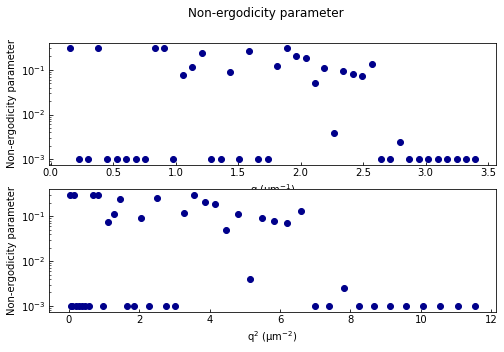 Non-ergodicity parameter
Non-ergodicity parameter
10⁻¹
10⁻²
10⁻³
0.0 0.5 1.0 1.5 2.0 2.5 3.0 3.5
q (μm⁻¹)
Non-ergodicity parameter
10⁻¹
10⁻²
10⁻³
0 2 4 6 8 10 12
q² (μm⁻²)